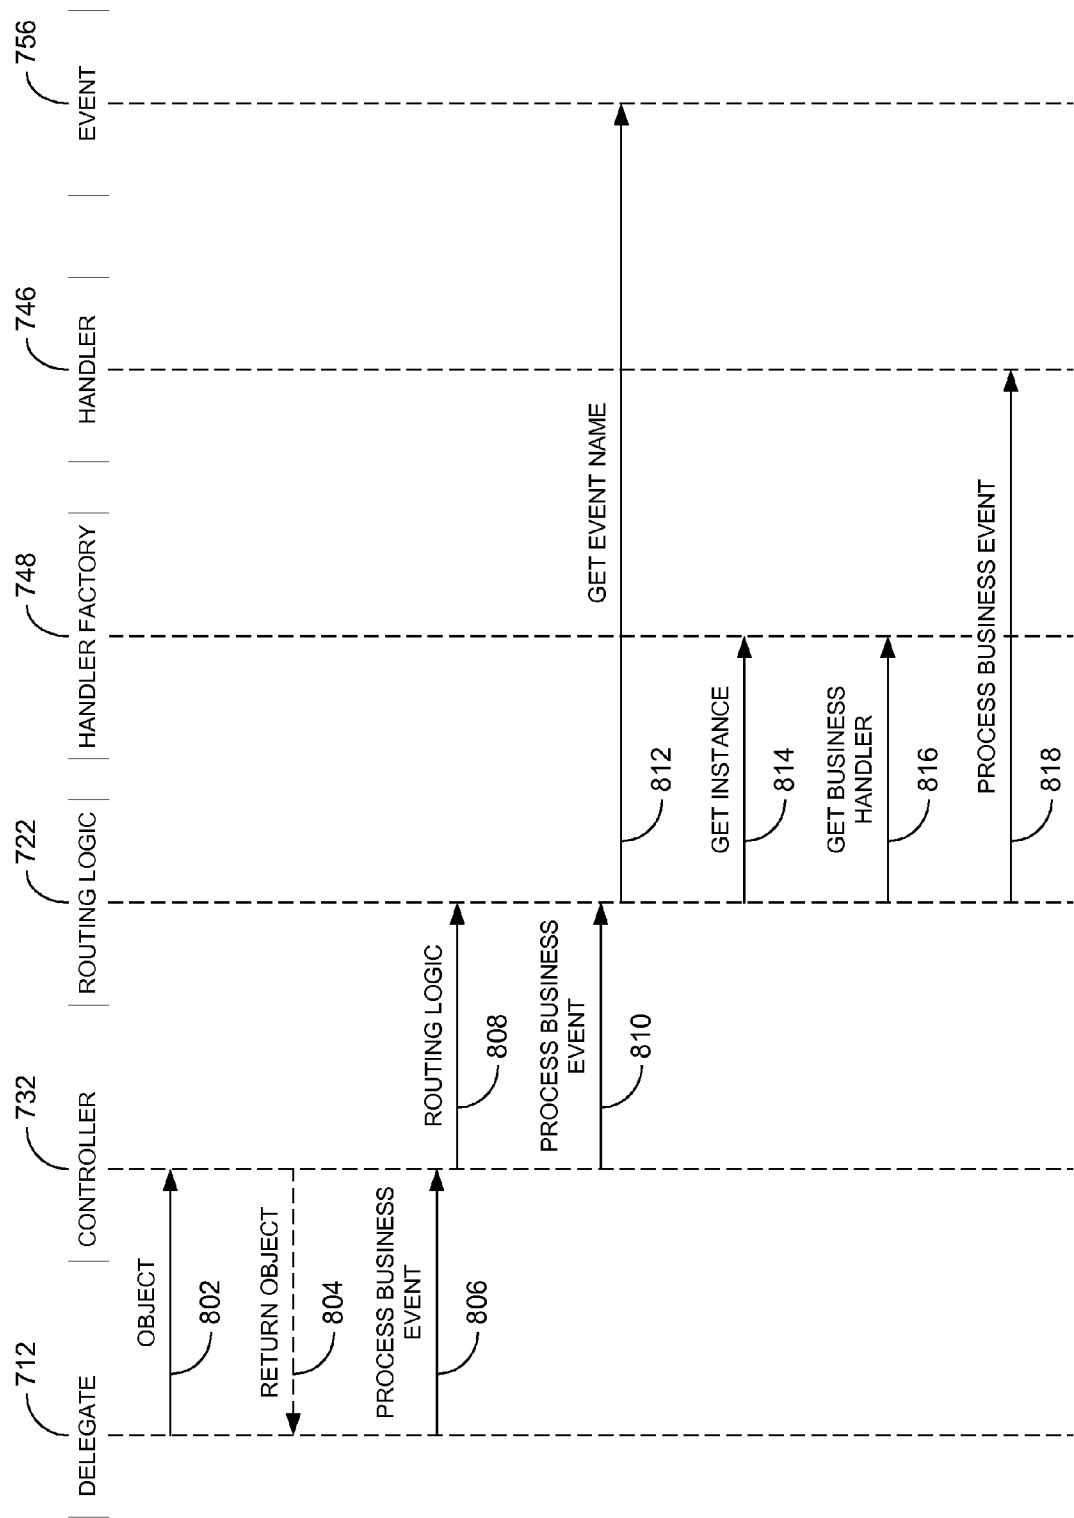 712
732
722
748
746
756
DELEGATE
CONTROLLER
ROUTING LOGIC
HANDLER FACTORY
HANDLER
EVENT
OBJECT
802
RETURN OBJECT
804
PROCESS BUSINESS
EVENT
806
ROUTING LOGIC
808
PROCESS BUSINESS
EVENT
810
GET EVENT NAME
812
GET INSTANCE
814
GET BUSINESS
HANDLER
816
PROCESS BUSINESS EVENT
818